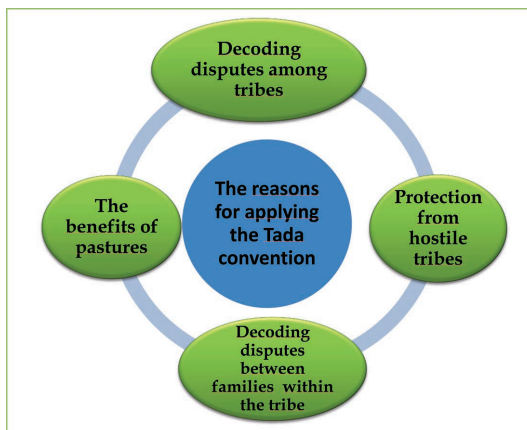 Decoding
disputes among
tribes
The reasons
for applying
the Tada
convention
The
benefits of
pastures
Protection
from
hostile
tribes
Decoding
disputes
between
families within
the tribe